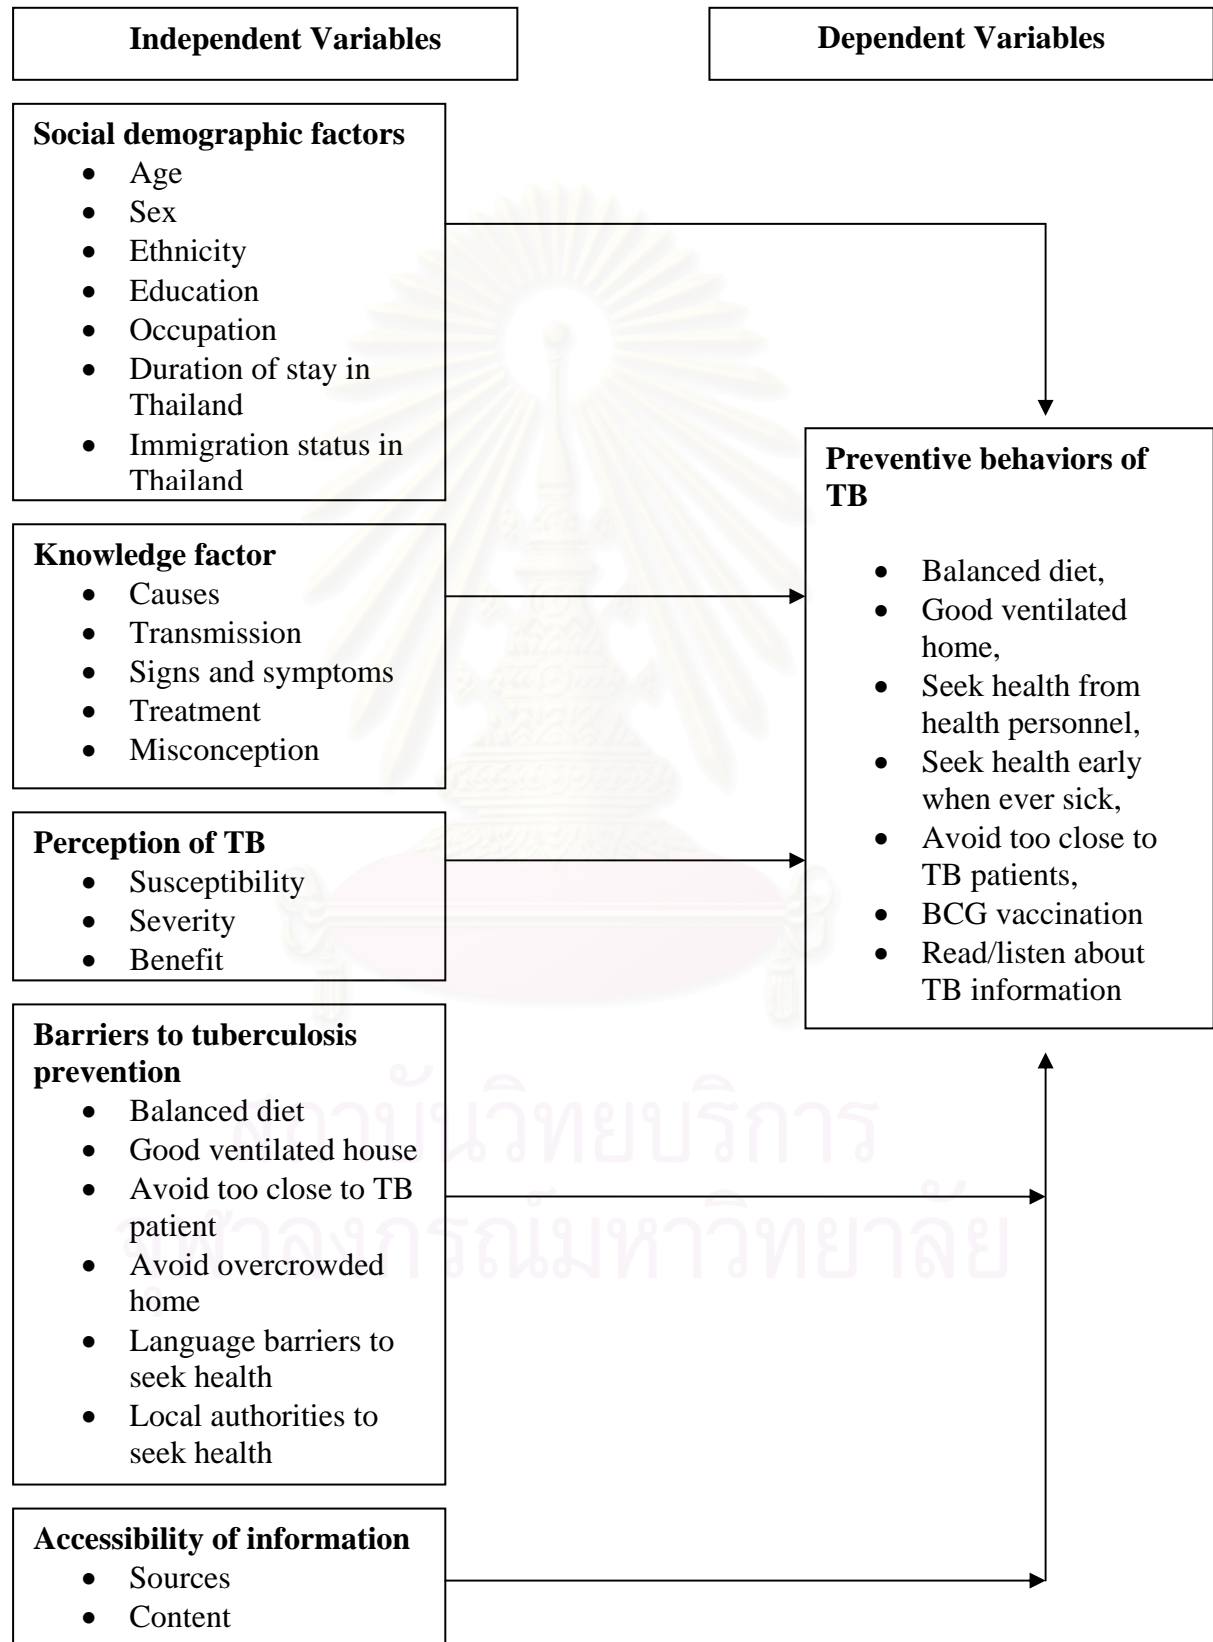 Independent Variables
Dependent Variables
Social demographic factors
• Age
• Sex
• Ethnicity
• Education
• Occupation
• Duration of stay in
Thailand
• Immigration status in
Thailand
Knowledge factor
• Causes
• Transmission
• Signs and symptoms
• Treatment
• Misconception
Perception of TB
• Susceptibility
• Severity
• Benefit
Barriers to tuberculosis
prevention
• Balanced diet
• Good ventilated house
• Avoid too close to TB
patient
• Avoid overcrowded
home
• Language barriers to
seek health
• Local authorities to
seek health
Accessibility of information
• Sources
• Content
Preventive behaviors of
TB
• Balanced diet,
• Good ventilated
home,
• Seek health from
health personnel,
• Seek health early
when ever sick,
• Avoid too close to
TB patients,
• BCG vaccination
• Read/listen about
TB information
สถาบันวิทยบริการ
จุฬาลงกรณ์มหาวิทยาลัย